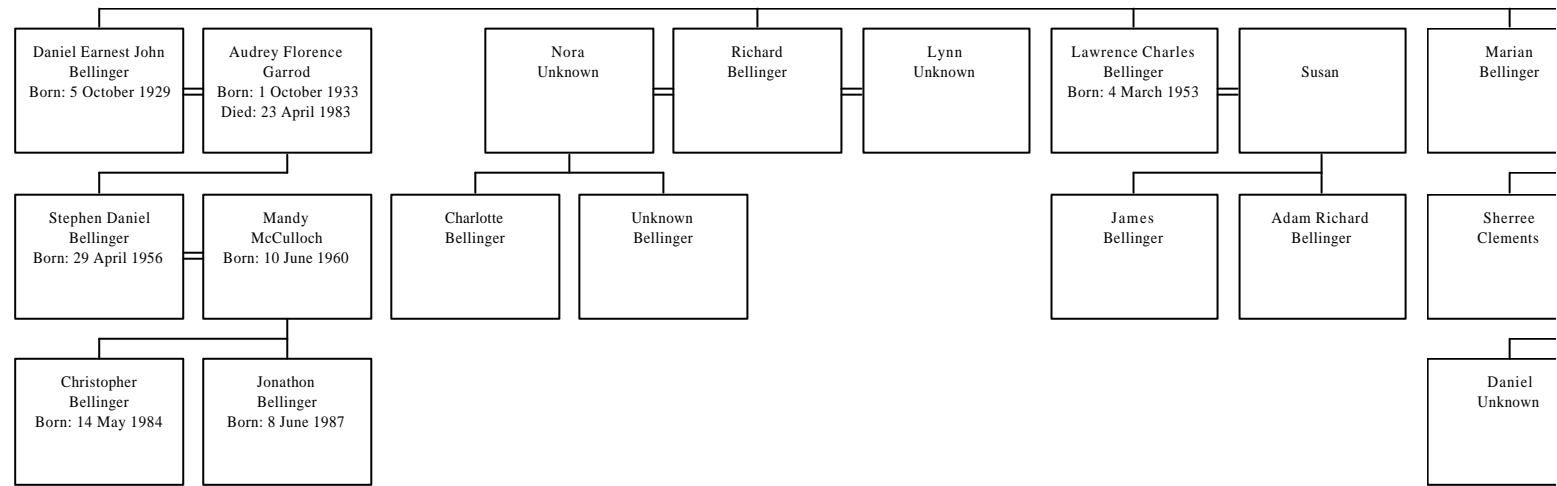 Daniel Earnest John
Bellinger
Born: 5 October 1929
Audrey Florence
Garrod
Born: 1 October 1933
Died: 23 April 1983
Nora
Unknown
Richard
Bellinger
Lynn
Unknown
Lawrence Charles
Bellinger
Born: 4 March 1953
Susan
Marian
Bellinger
Stephen Daniel
Bellinger
Born: 29 April 1956
Mandy
McCulloch
Born: 10 June 1960
Charlotte
Bellinger
Unknown
Bellinger
James
Bellinger
Adam Richard
Bellinger
Sherree
Clements
Christopher
Bellinger
Born: 14 May 1984
Jonathon
Bellinger
Born: 8 June 1987
Daniel
Unknown